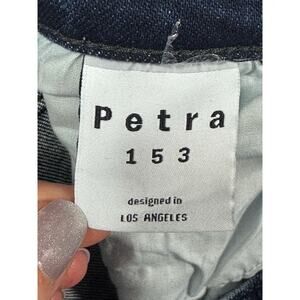 Petra
153
designed in
LOS ANGELES